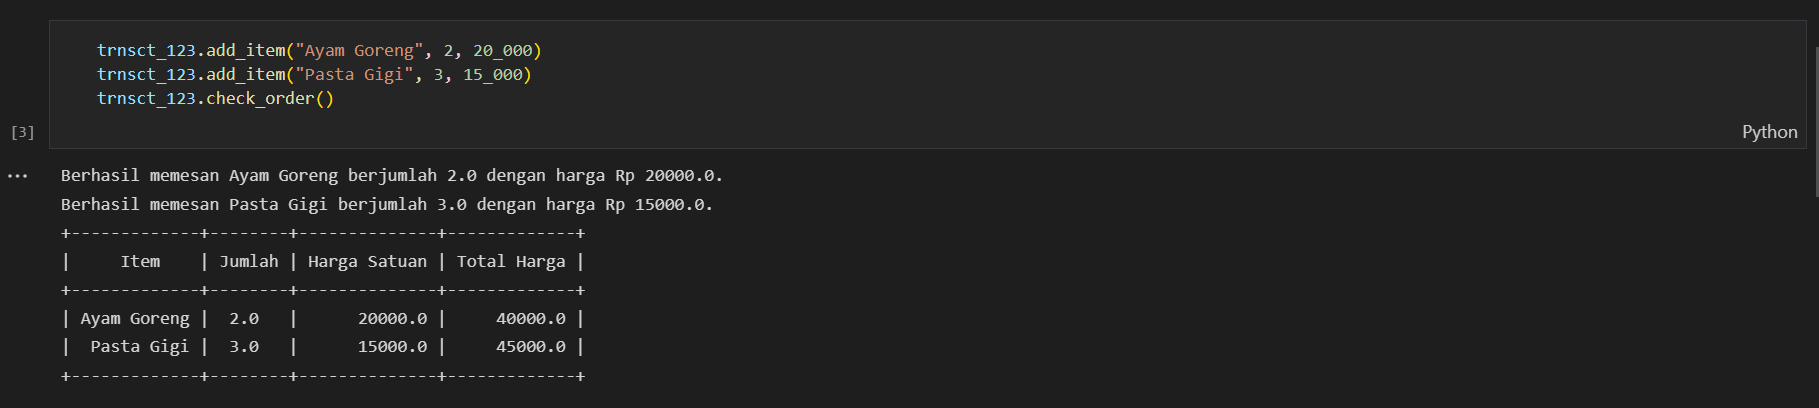 trnsct_123.add_item("Ayam Goreng", 2, 20_000)
trnsct_123.add_item("Pasta Gigi", 3, 15_000)
trnsct_123.check_order()
[3]
Python
...
Berhasil memesan Ayam Goreng berjumlah 2.0 dengan harga Rp 20000.0.
Berhasil memesan Pasta Gigi berjumlah 3.0 dengan harga Rp 15000.0.
+-------------+--------+--------------+-------------+
|     Item    | Jumlah | Harga Satuan | Total Harga |
+-------------+--------+--------------+-------------+
| Ayam Goreng |  2.0   |      20000.0 |     40000.0 |
|  Pasta Gigi |  3.0   |      15000.0 |     45000.0 |
+-------------+--------+--------------+-------------+